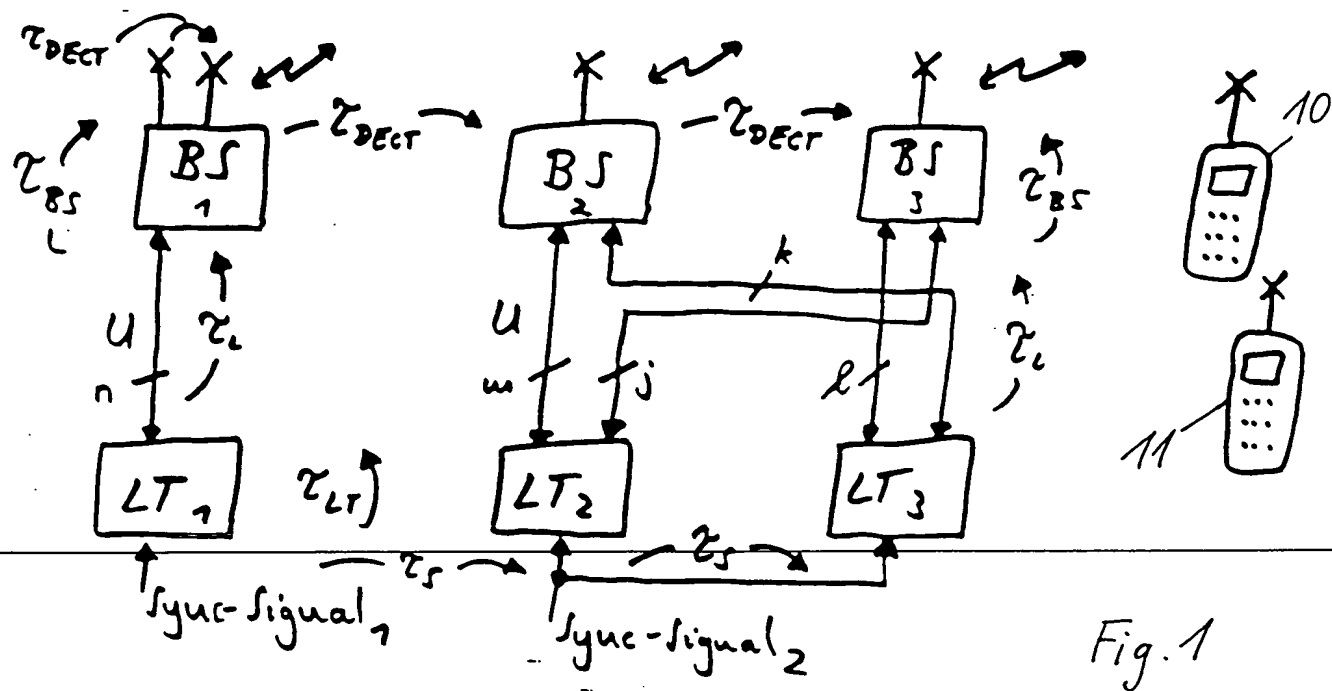 τDECT
τDECT
τDECT
10
BS 1
BS 2
BS 3
τBS
L
τBS
k
U
τL
U
τL
n
m
j
l
11
LT1
τLT
LT2
LT3
τS
τS
Sync-Signal1
Sync-Signal2
Fig. 1